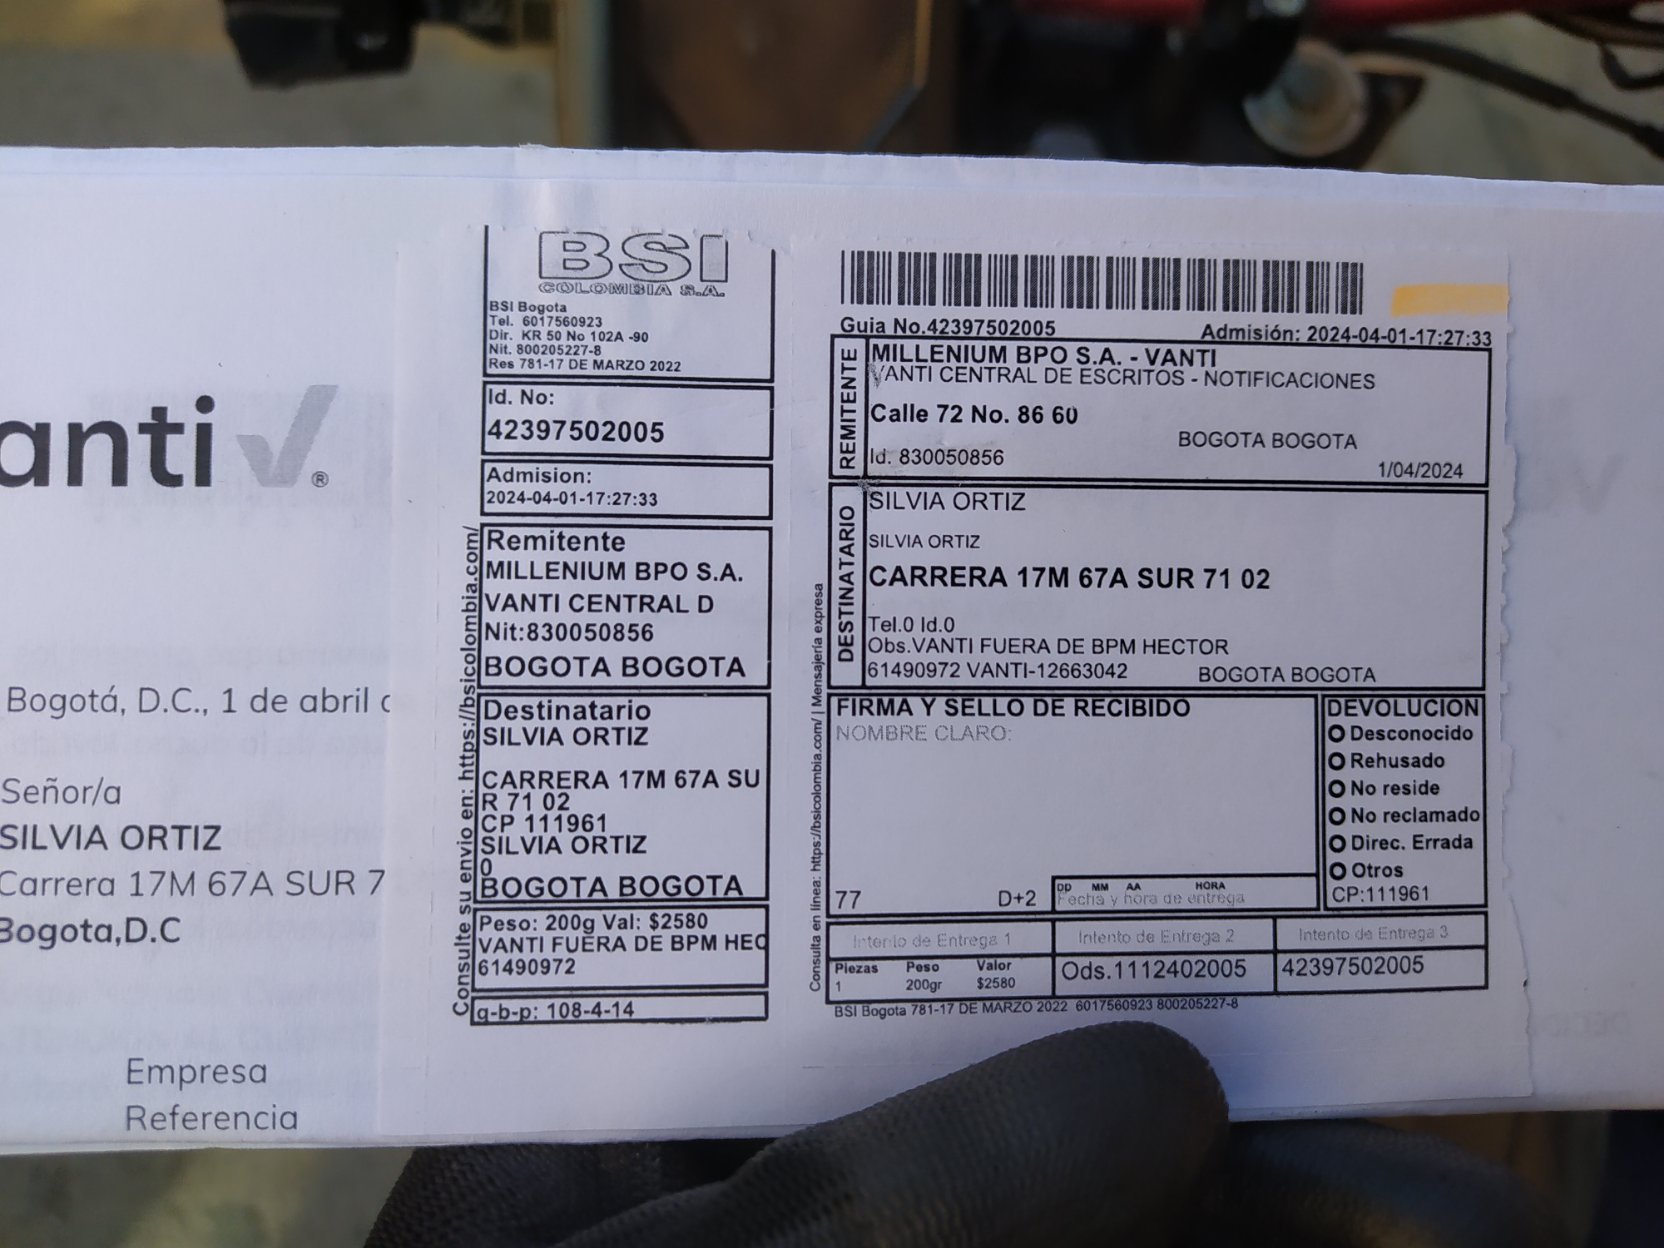 anti
®
Bogotá, D.C., 1 de abril
Señor/a
SILVIA ORTIZ
Carrera 17M 67A SUR 7
Bogota,D.C
Empresa
Referencia
BSI
COLOMBIA S.A.
BSI Bogota
Tel. 6017560923
Dir. KR 50 No 102A -90
Nit. 800205227-8
Res 781-17 DE MARZO 2022
Id. No:
42397502005
Admision:
2024-04-01-17:27:33
Remitente
MILLENIUM BPO S.A.
VANTI CENTRAL D
Nit:830050856
BOGOTA BOGOTA
Destinatario
SILVIA ORTIZ
CARRERA 17M 67A SU
R 71 02
CP 111961
SILVIA ORTIZ
0
BOGOTA BOGOTA
Peso: 200g Val: $2580
VANTI FUERA DE BPM HEC
61490972
q-b-p: 108-4-14
Consulte su envio en: https://bsicolombia.com/
Guia No.42397502005
Admisión: 2024-04-01-17:27:33
REMITENTE
MILLENIUM BPO S.A. - VANTI
VANTI CENTRAL DE ESCRITOS - NOTIFICACIONES
Calle 72 No. 86 60
BOGOTA BOGOTA
Id. 830050856
1/04/2024
DESTINATARIO
SILVIA ORTIZ
SILVIA ORTIZ
CARRERA 17M 67A SUR 71 02
Tel.0 Id.0
Obs.VANTI FUERA DE BPM HECTOR
61490972 VANTI-12663042
BOGOTA BOGOTA
FIRMA Y SELLO DE RECIBIDO
NOMBRE CLARO:
77
D+2
DD MM AA HORA
Fecha y hora de entrega
DEVOLUCION
Desconocido
Rehusado
No reside
No reclamado
Direc. Errada
Otros
CP:111961
Intento de Entrega 1
Intento de Entrega 2
Intento de Entrega 3
Piezas Peso Valor
1 200gr $2580
Ods.1112402005
42397502005
BSI Bogota 781-17 DE MARZO 2022 6017560923 800205227-8
Consulta en línea: https://bsicolombia.com/ | Mensajería expresa